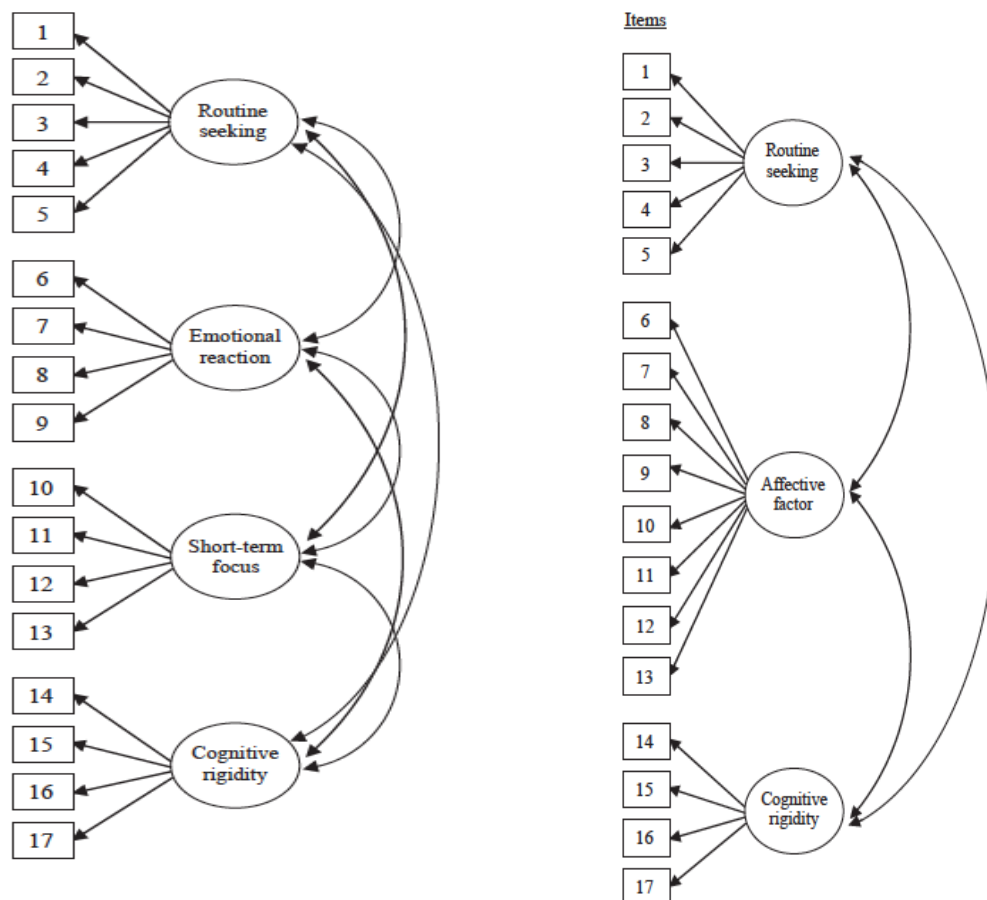 1
2
3
4
5
Routine
seeking
6
7
8
9
Emotional
reaction
10
11
12
13
Short-term
focus
14
15
16
17
Cognitive
rigidity
Items
1
2
3
4
5
Routine
seeking
6
7
8
9
10
11
12
13
Affective
factor
14
15
16
17
Cognitive
rigidity